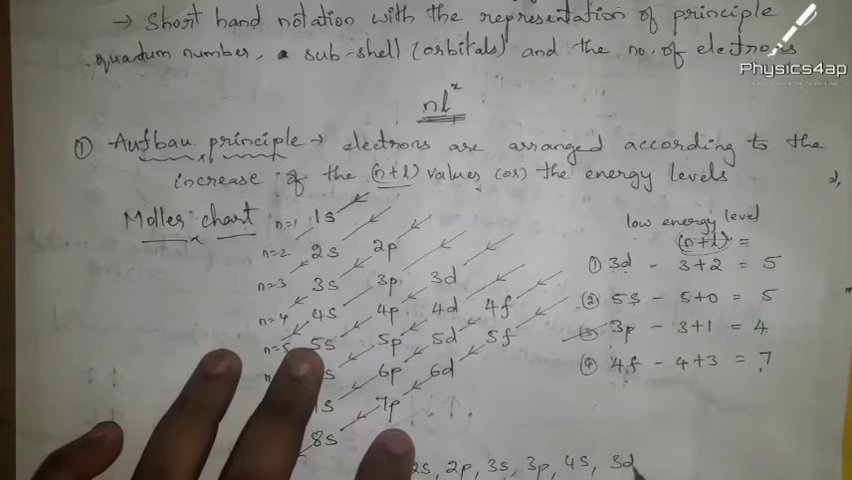 → Short hand notation with the representation of principle
quantum number, sub-shell (orbitals) and the no. of electrons
Physics4ap
nl^x
① Aufbau principle → electrons are arranged according to the
increase of the (n+l) values (or) the energy levels
Moller chart
n=1 1s
n=2 2s 2p
n=3 3s 3p 3d
n=4 4s 4p 4d 4f
n=5 5s 5p 5d 5f
s 6p 6d
s 7p
8s
low energy level
(n+l) =
① 3d - 3+2 = 5
② 5s - 5+0 = 5
③ 3p - 3+1 = 4
④ 4f - 4+3 = 7
2s, 2p, 3s, 3p, 4s, 3d